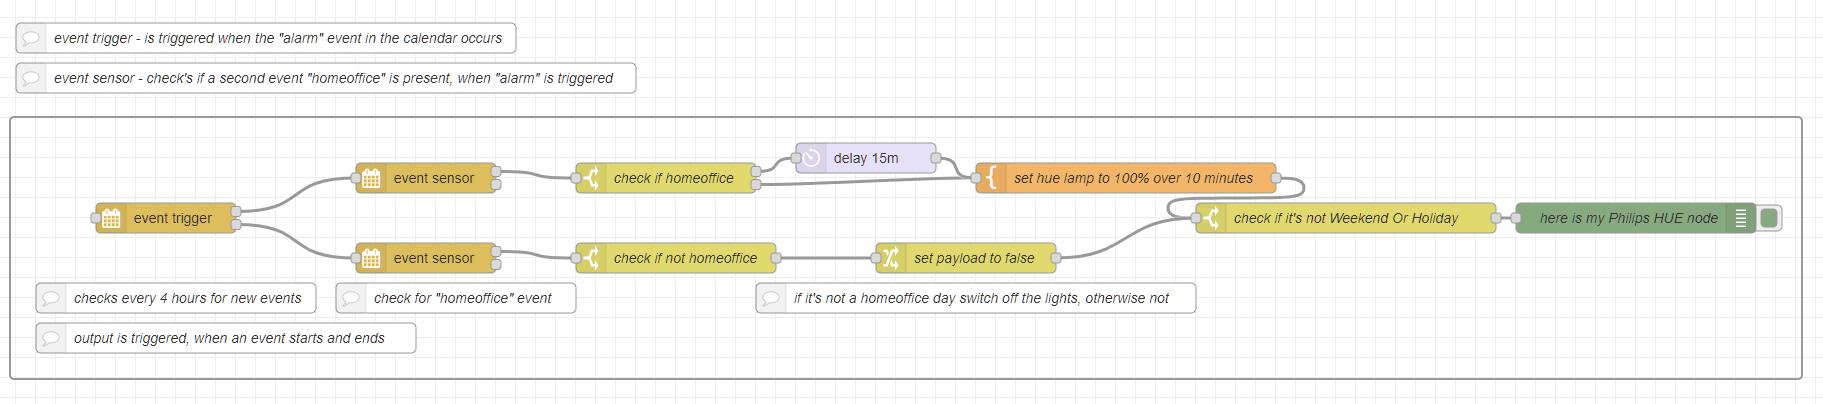 event trigger - is triggered when the "alarm" event in the calendar occurs
event sensor - check's if a second event "homeoffice" is present, when "alarm" is triggered
delay 15m
event sensor
check if homeoffice
set hue lamp to 100% over 10 minutes
event trigger
check if it's not Weekend Or Holiday
here is my Philips HUE node
event sensor
check if not homeoffice
set payload to false
checks every 4 hours for new events
check for "homeoffice" event
if it's not a homeoffice day switch off the lights, otherwise not
output is triggered, when an event starts and ends